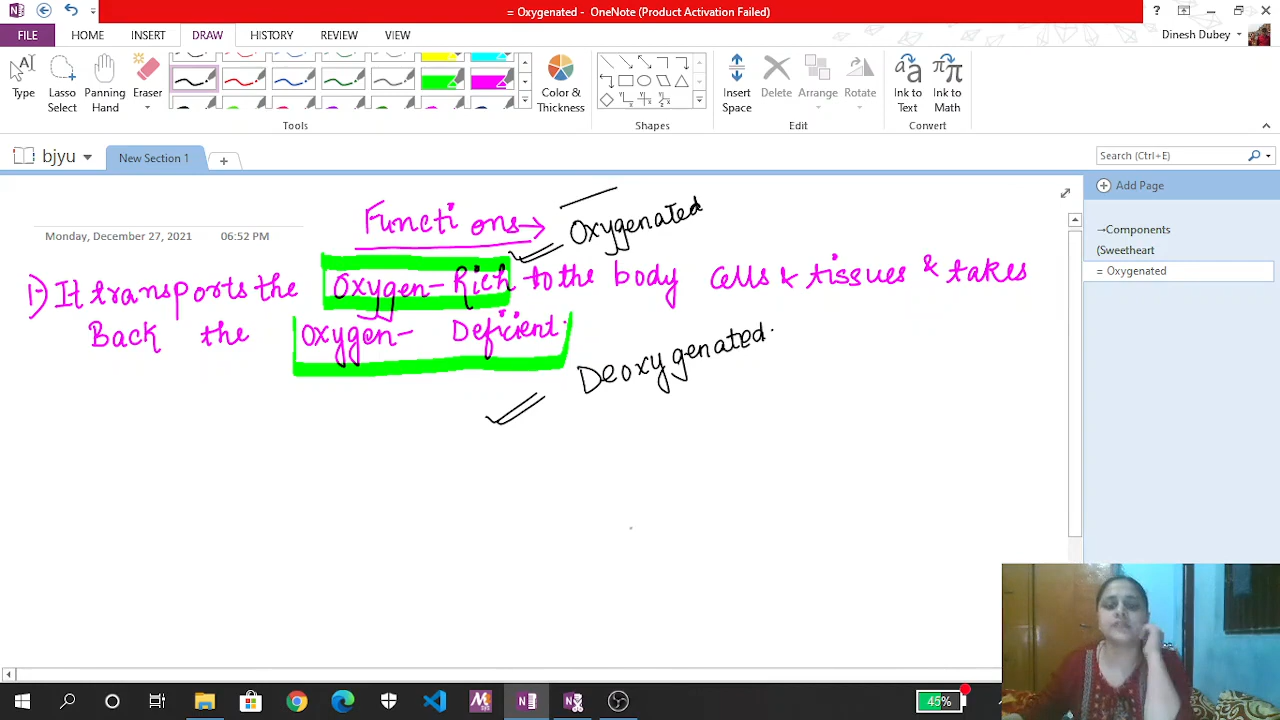 = Oxygenated - OneNote (Product Activation Failed)
FILE HOME INSERT DRAW HISTORY REVIEW VIEW
Dinesh Dubey
Type
Lasso Select
Panning Hand
Eraser
Color & Thickness
Insert Space
Delete
Arrange
Rotate
Ink to Text
Ink to Math
Tools
Shapes
Edit
Convert
bjyu
New Section 1
Search (Ctrl+E)
Add Page
→Components
(Sweetheart
= Oxygenated
Monday, December 27, 2021 06:52 PM
Functions→ Oxygenated
1) It transports the Oxygen-Rich to the body cells & tissues & takes
Back the Oxygen- Deficient.
Deoxygenated.
45%